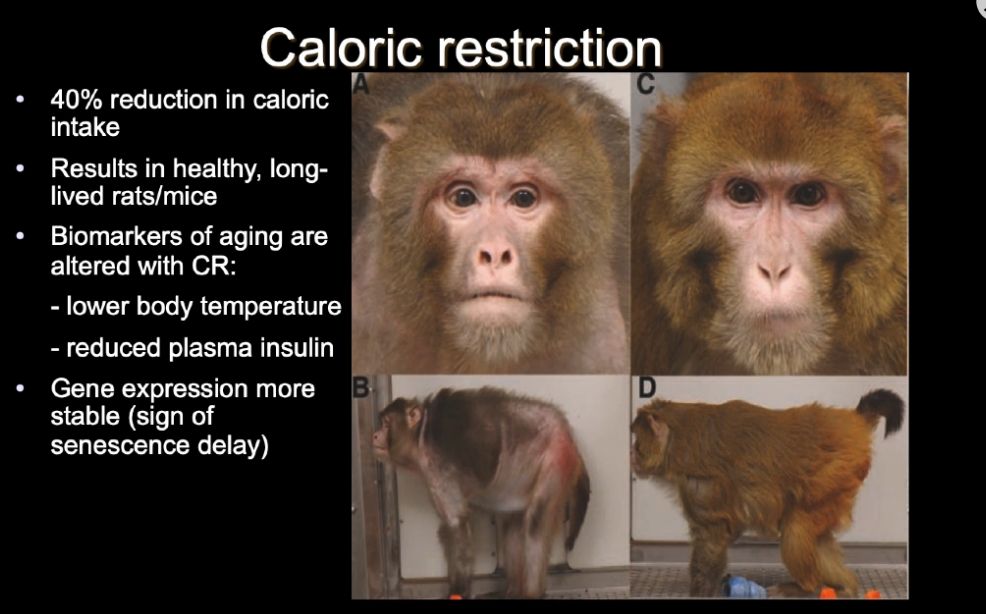 Caloric restriction
• 40% reduction in caloric
intake
• Results in healthy, long-
lived rats/mice
• Biomarkers of aging are
altered with CR:
- lower body temperature
- reduced plasma insulin
• Gene expression more
stable (sign of
senescence delay)
A
C
B
D